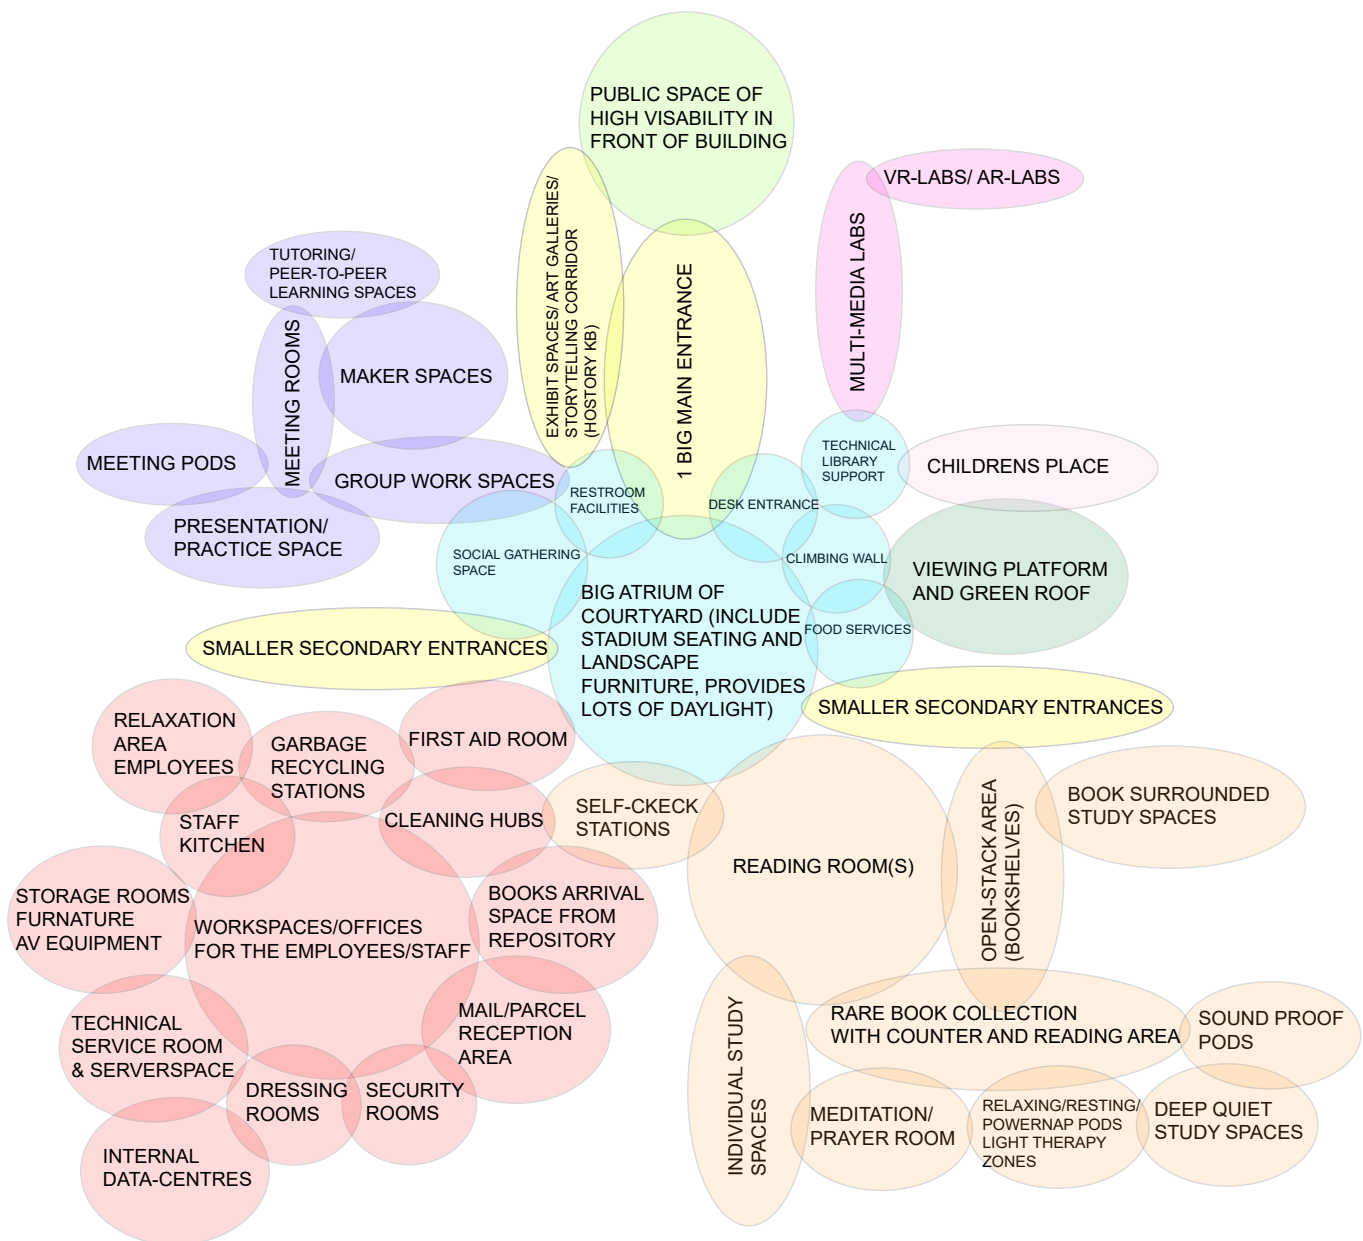 PUBLIC SPACE OF
HIGH VISABILITY IN
FRONT OF BUILDING
VR-LABS/ AR-LABS
MULTI-MEDIA LABS
EXHIBIT SPACES/ ART GALLERIES/
STORYTELLING CORRIDOR
(HOSTORY KB)
1 BIG MAIN ENTRANCE
TUTORING/
PEER-TO-PEER
LEARNING SPACES
MEETING ROOMS
MAKER SPACES
MEETING PODS
GROUP WORK SPACES
PRESENTATION/
PRACTICE SPACE
RESTROOM
FACILITIES
DESK ENTRANCE
TECHNICAL
LIBRARY
SUPPORT
CHILDRENS PLACE
SOCIAL GATHERING
SPACE
CLIMBING WALL
VIEWING PLATFORM
AND GREEN ROOF
BIG ATRIUM OF
COURTYARD (INCLUDE
STADIUM SEATING AND
LANDSCAPE
FURNITURE, PROVIDES
LOTS OF DAYLIGHT)
FOOD SERVICES
SMALLER SECONDARY ENTRANCES
SMALLER SECONDARY ENTRANCES
RELAXATION
AREA
EMPLOYEES
GARBAGE
RECYCLING
STATIONS
FIRST AID ROOM
STAFF
KITCHEN
CLEANING HUBS
SELF-CKECK
STATIONS
READING ROOM(S)
OPEN-STACK AREA
(BOOKSHELVES)
BOOK SURROUNDED
STUDY SPACES
STORAGE ROOMS
FURNATURE
AV EQUIPMENT
WORKSPACES/OFFICES
FOR THE EMPLOYEES/STAFF
BOOKS ARRIVAL
SPACE FROM
REPOSITORY
TECHNICAL
SERVICE ROOM
& SERVERSPACE
MAIL/PARCEL
RECEPTION
AREA
DRESSING
ROOMS
SECURITY
ROOMS
INTERNAL
DATA-CENTRES
INDIVIDUAL STUDY
SPACES
RARE BOOK COLLECTION
WITH COUNTER AND READING AREA
SOUND PROOF
PODS
MEDITATION/
PRAYER ROOM
RELAXING/RESTING/
POWERNAP PODS
LIGHT THERAPY
ZONES
DEEP QUIET
STUDY SPACES